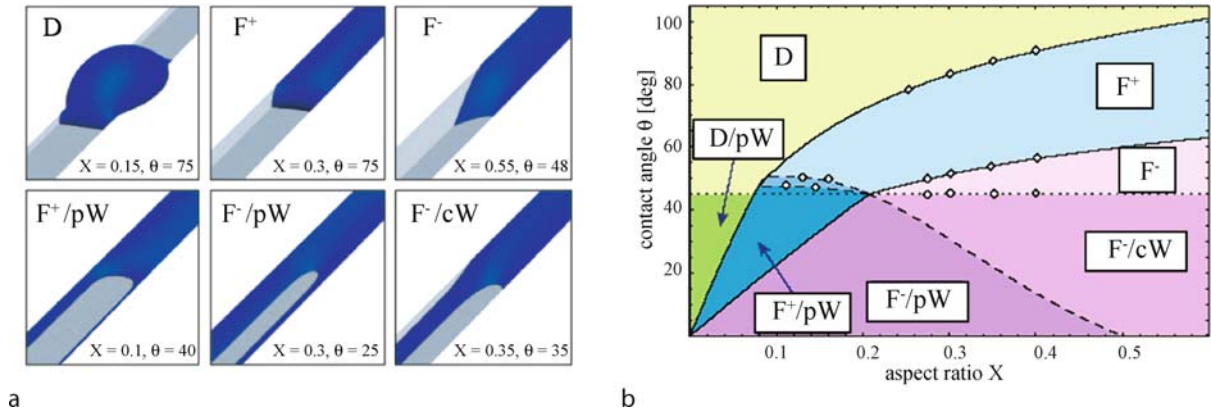 D
X = 0.15, θ = 75
F⁺
X = 0.3, θ = 75
F⁻
X = 0.55, θ = 48
F⁺/pW
X = 0.1, θ = 40
F⁻/pW
X = 0.3, θ = 25
F⁻/cW
X = 0.35, θ = 35
a
contact angle θ [deg]
100
80
60
40
20
D
F⁺
D/pW
F⁻
F⁻/cW
F⁺/pW
F⁻/pW
0.1
0.2
0.3
0.4
0.5
aspect ratio X
b